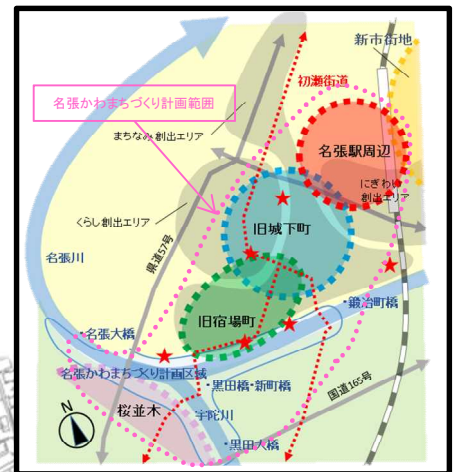 新市街地
初瀬街道
名張かわまちづくり計画範囲
まちなみ創出エリア
名張駅周辺
にぎわい
創出エリア
くらし創出エリア
旧城下町
県道57号
名張川
・鍛冶町橋
旧宿場町
・名張大橋
名張かわまちづくり計画区域
・黒田橋・新町橋
国道165号
桜並木
宇陀川
N
・黒田大橋